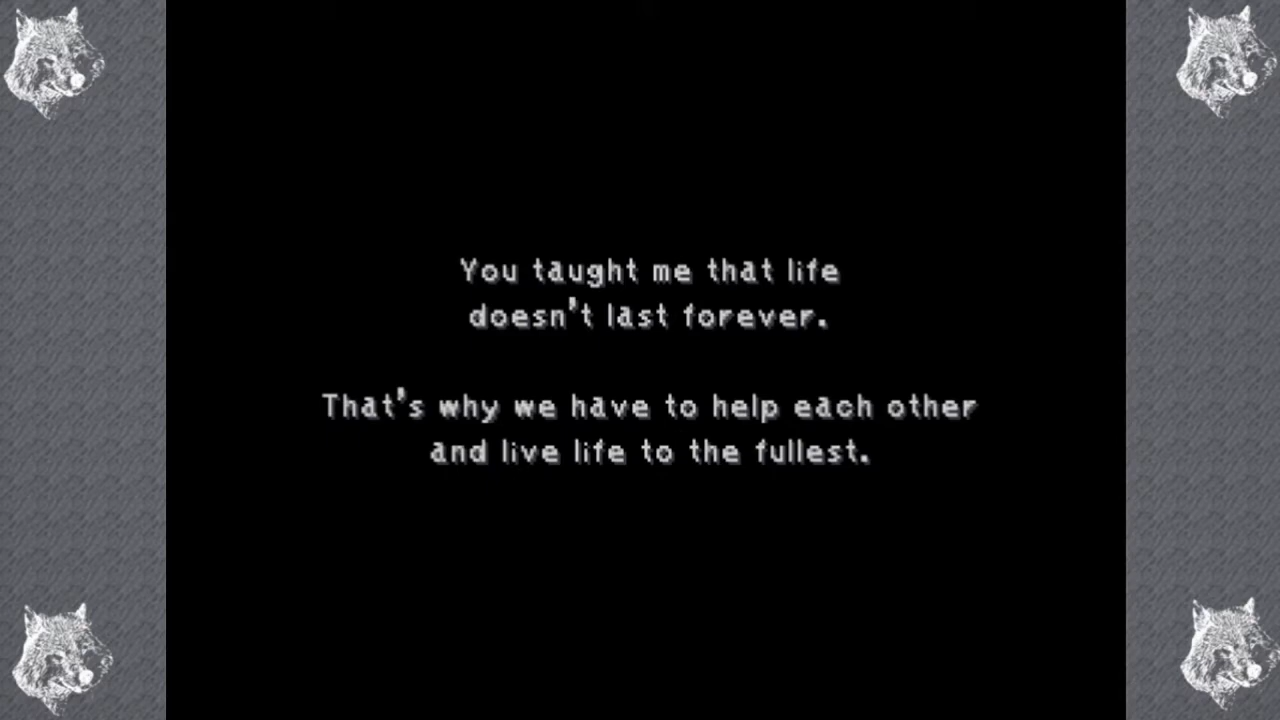 You taught me that life
doesn't last forever.
That's why we have to help each other
and live life to the fullest.